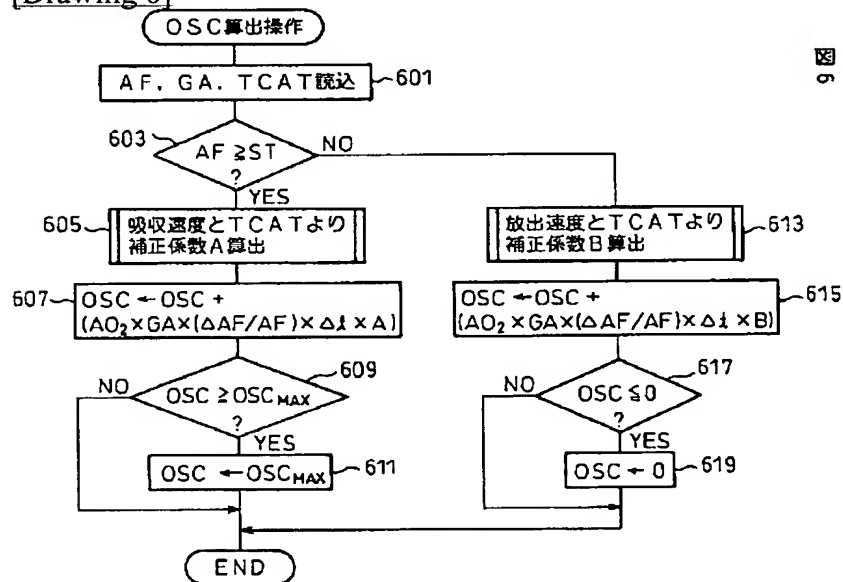 [Drawing 6]
OSC算出操作
図6
AF, GA, TCAT読込
601
603
AF≧ST
?
NO
YES
605
吸収速度とTCATより
補正係数A算出
放出速度とTCATより
補正係数B算出
613
607
OSC←OSC+
(AO₂×GA×(ΔAF/AF)×Δt×A)
OSC←OSC+
(AO₂×GA×(ΔAF/AF)×Δt×B)
615
609
NO
OSC≧OSCMAX
?
YES
617
NO
OSC≦0
?
YES
OSC←OSCMAX
611
OSC←0
619
END